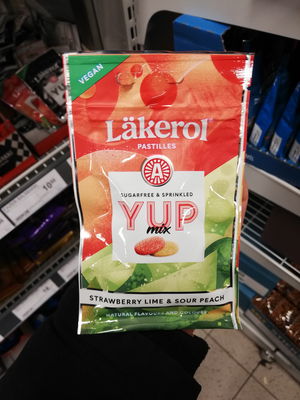 VEGAN
Läkerol
PASTILLES
A
SUGARFREE & SPRINKLED
YUP
mix
STRAWBERRY LIME & SOUR PEACH
NATURAL FLAVOURS AND COLOURS